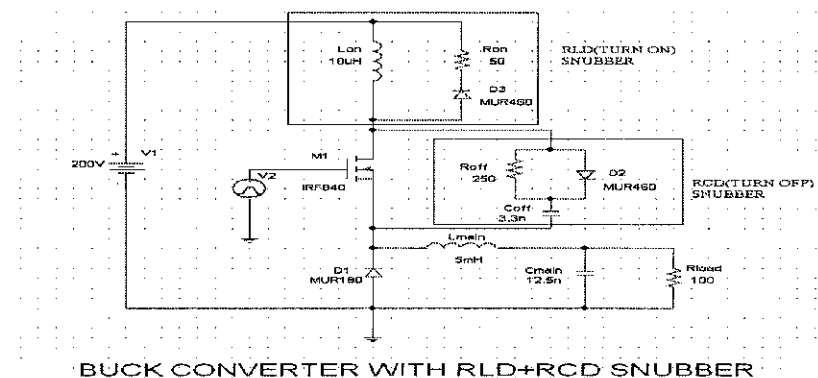 Lon
10uH
Ron
50
D3
MUR460
RLD(TURN ON)
SNUBBER
200V
V1
M1
V2
IRF840
Roff
250
D2
MUR460
Coff
3.3n
RCD(TURN OFF)
SNUBBER
Lmain
5mH
D1
MUR160
Cmain
12.5n
Rload
100
BUCK CONVERTER WITH RLD+RCD SNUBBER